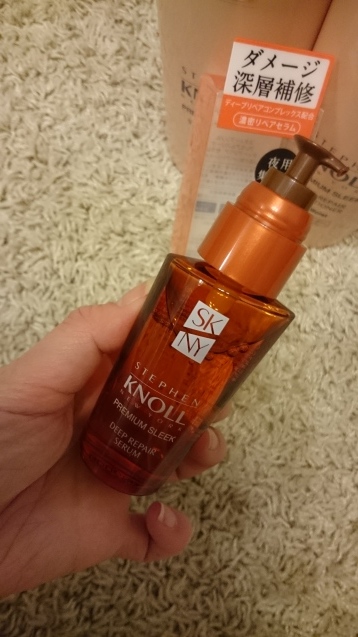 ダメージ
深層補修
ディープリペアコンプレックス配合
濃密リペアセラム
夜用
SK
NY
STEPHEN
KNOLL
NEW YORK
PREMIUM SLEEK
DEEP REPAIR
SERUM